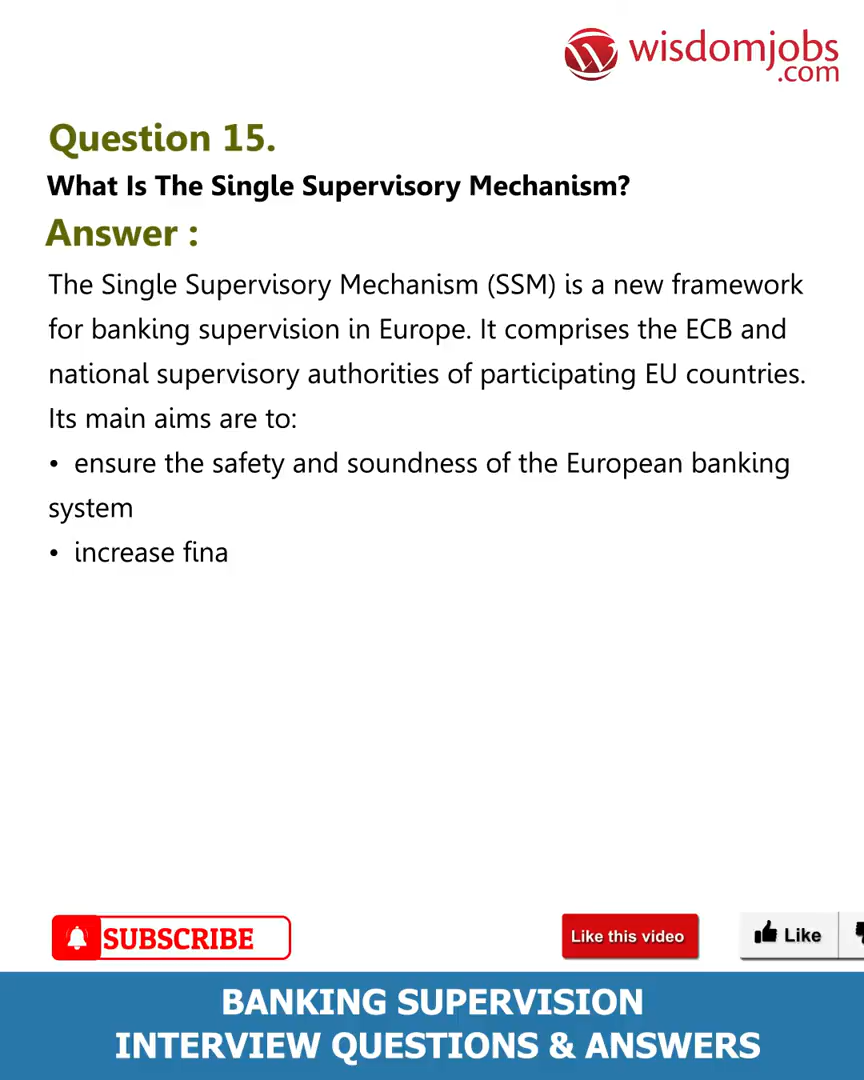 wisdomjobs
.com
Question 15.
What Is The Single Supervisory Mechanism?
Answer :
The Single Supervisory Mechanism (SSM) is a new framework
for banking supervision in Europe. It comprises the ECB and
national supervisory authorities of participating EU countries.
Its main aims are to:
• ensure the safety and soundness of the European banking
system
• increase fina
SUBSCRIBE
Like this video
Like
BANKING SUPERVISION
INTERVIEW QUESTIONS & ANSWERS